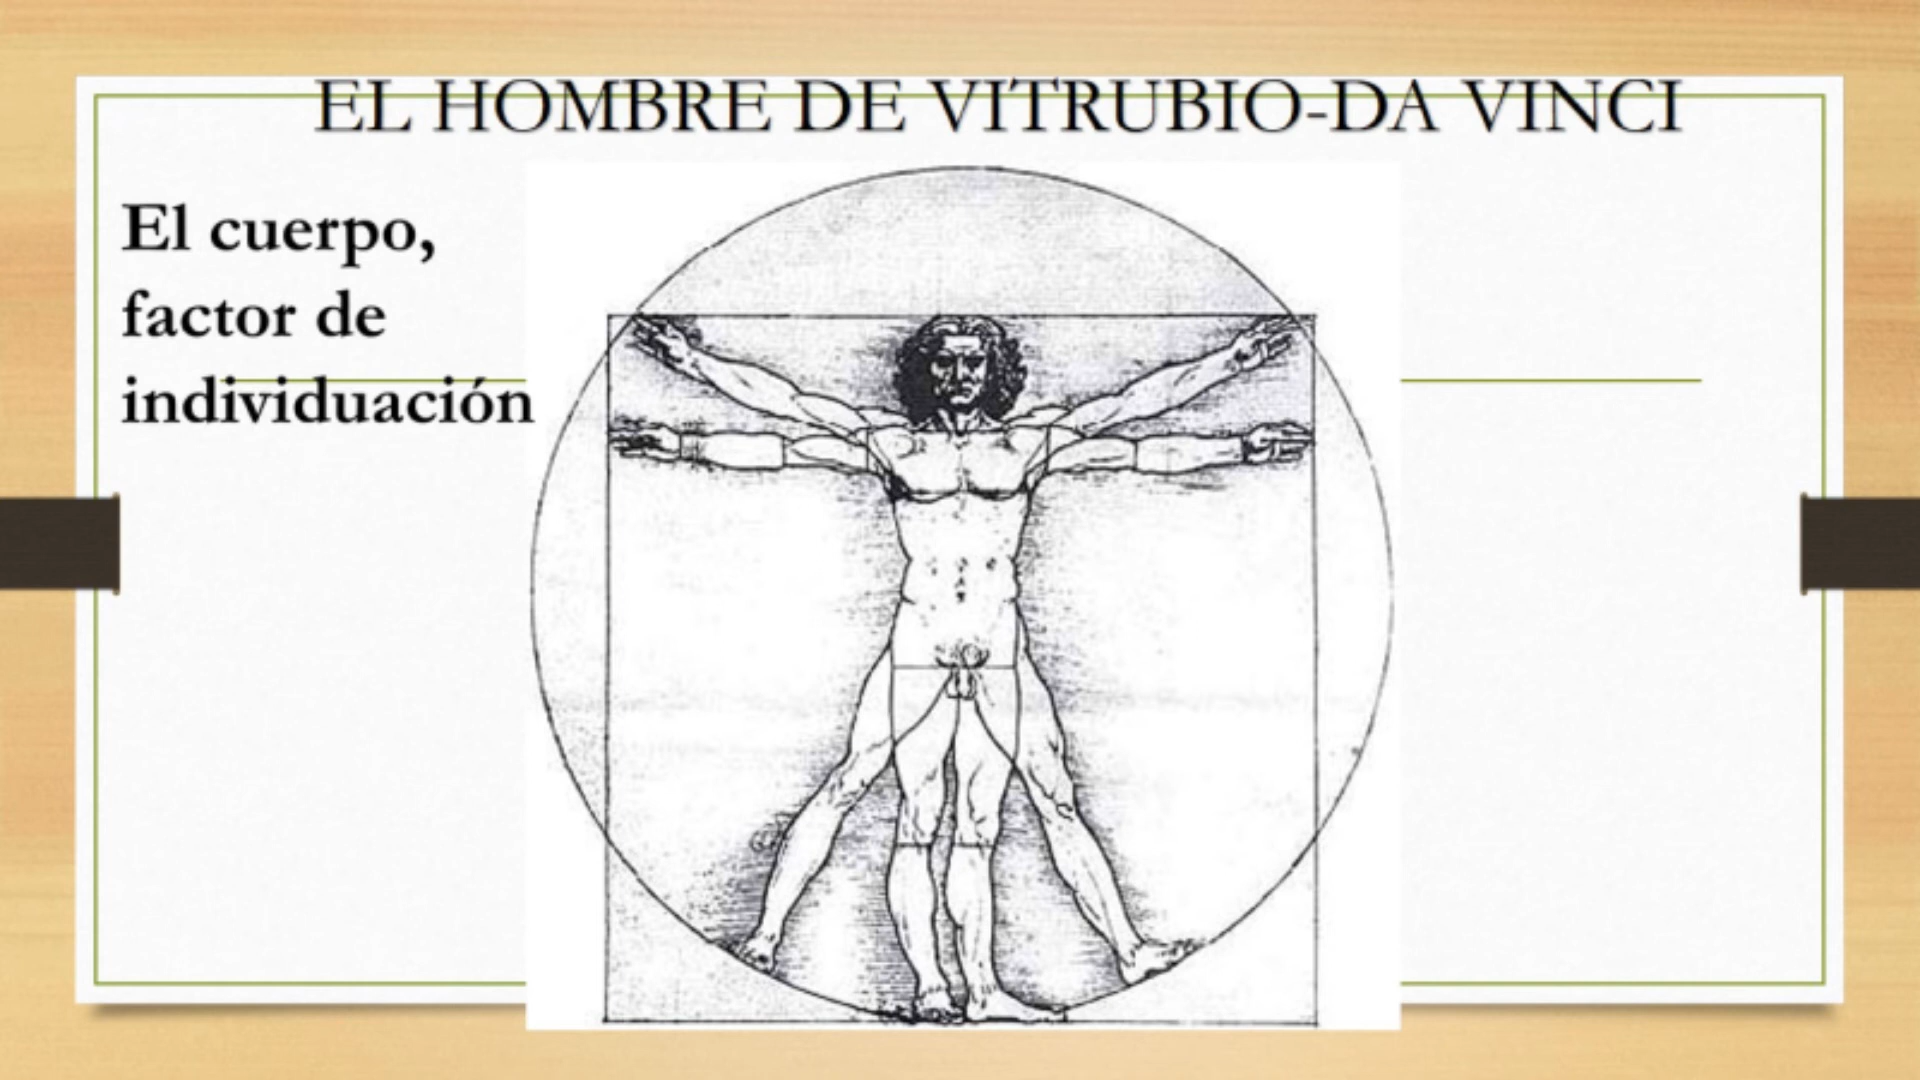 EL HOMBRE DE VITRUBIO-DA VINCI
El cuerpo,
factor de
individuación